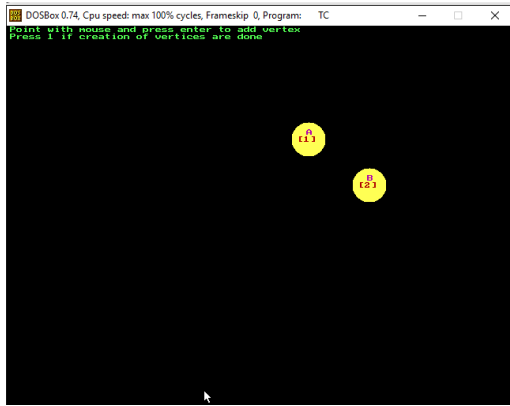 DOSBox 0.74, Cpu speed: max 100% cycles, Frameskip 0, Program: TC
Point with mouse and press enter to add vertex
Press 1 if creation of vertices are done
A
[1]
B
[2]